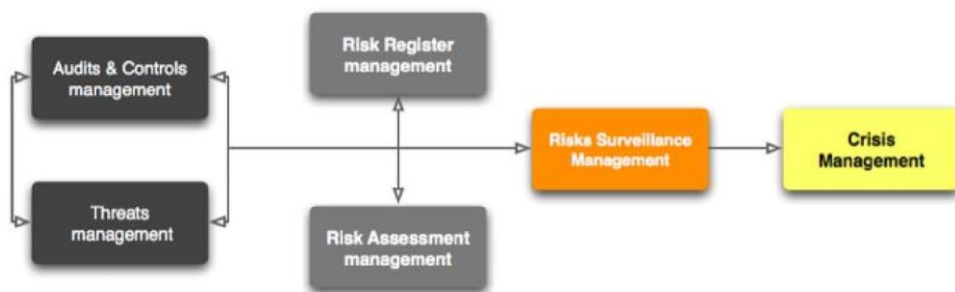 Audits & Controls
management
Threats
management
Risk Register
management
Risk Assessment
management
Risks Surveillance
Management
Crisis
Management